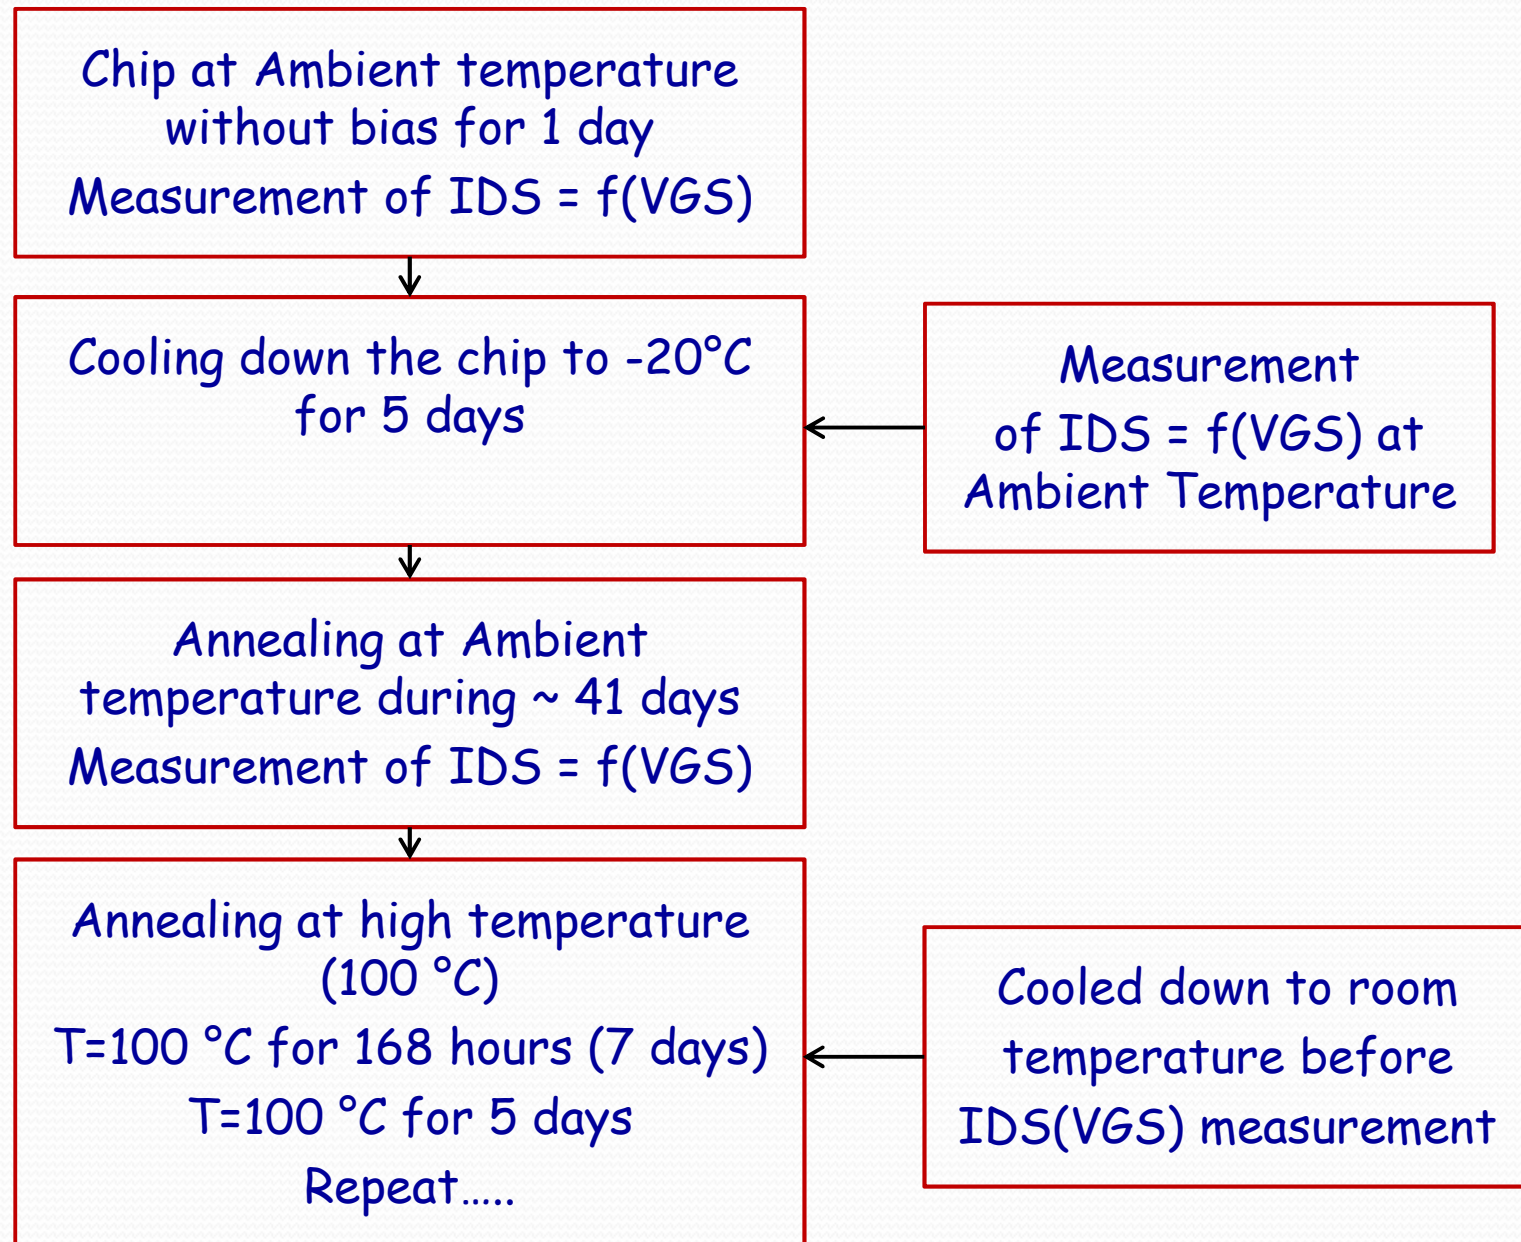 Chip at Ambient temperature
without bias for 1 day
Measurement of IDS = f(VGS)
Cooling down the chip to -20°C
for 5 days
Measurement
of IDS = f(VGS) at
Ambient Temperature
Annealing at Ambient
temperature during ~ 41 days
Measurement of IDS = f(VGS)
Annealing at high temperature
(100 °C)
T=100 °C for 168 hours (7 days)
T=100 °C for 5 days
Repeat.....
Cooled down to room
temperature before
IDS(VGS) measurement